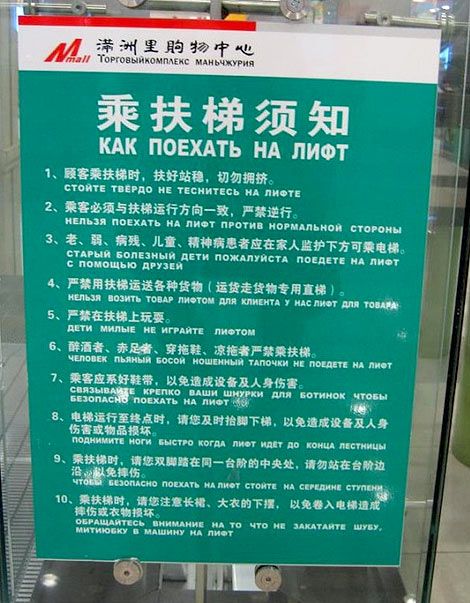 Mmall
满洲里购物中心
ТОРГОВЫЙКОМПЛЕКС МАНЬЧЖУРИЯ
乘扶梯须知
КАК ПОЕХАТЬ НА ЛИФТ
1、顾客乘扶梯时，扶好站稳，切勿拥挤。
СТОЙТЕ ТВЁРДО НЕ ТЕСНИТЕСЬ НА ЛИФТЕ
2、乘客必须与扶梯运行方向一致，严禁逆行。
НЕЛЬЗЯ ПОЕХАТЬ НА ЛИФТ ПРОТИВ НОРМАЛЬНОЙ СТОРОНЫ
3、老、弱、病残、儿童、精神病患者应在家人监护下方可乘电梯。
СТАРЫЙ БОЛЕЗНЫЙ ДЕТИ ПОЖАЛУЙСТА ПОЕДЕТЕ НА ЛИФТ
С ПОМОЩЬЮ ДРУЗЕЙ
4、严禁用扶梯运送各种货物（运货走货物专用直梯）。
НЕЛЬЗЯ ВОЗИТЬ ТОВАР ЛИФТОМ ДЛЯ КЛИЕНТА У НАС ЛИФТ ДЛЯ ТОВАРА
5、严禁在扶梯上玩耍。
ДЕТИ МИЛЫЕ НЕ ИГРАЙТЕ ЛИФТОМ
6、醉酒者、赤足者、穿拖鞋、凉拖者严禁乘扶梯。
ЧЕЛОВЕК ПЬЯНЫЙ БОСОЙ НОШЕННЫЙ ТАПОЧКИ НЕ ПОЕДЕТЕ НА ЛИФТ
7、乘客应系好鞋带，以免造成设备及人身伤害。
СВЯЗЫВАЙТЕ КРЕПКО ВАШИ ШНУРКИ ДЛЯ БОТИНОК ЧТОБЫ
БЕЗОПАСНО ПОЕХАТЬ НА ЛИФТ
8、电梯运行至终点时，请您及时抬脚下梯，以免造成设备及人身
伤害或物品损坏。
ПОДНИМИТЕ НОГИ БЫСТРО КОГДА ЛИФТ ИДЁТ ДО КОНЦА ЛЕСТНИЦЫ
9、乘扶梯时，请您双脚踏在同一台阶的中央处，请勿站在台阶边
沿，以免摔伤。
ЧТОБЫ БЕЗОПАСНО ПОЕХАТЬ НА ЛИФТ СТОЙТЕ НА СЕРЕДИНЕ СТУПЕНИ
10、乘扶梯时，请您注意长裙、大衣的下摆，以免卷入电梯造成
摔伤或衣物损坏。
ОБРАЩАЙТЕСЬ ВНИМАНИЕ НА ТО ЧТО НЕ ЗАКАТАЙТЕ ШУБУ,
МИТИЮБКУ В МАШИНУ НА ЛИФТ